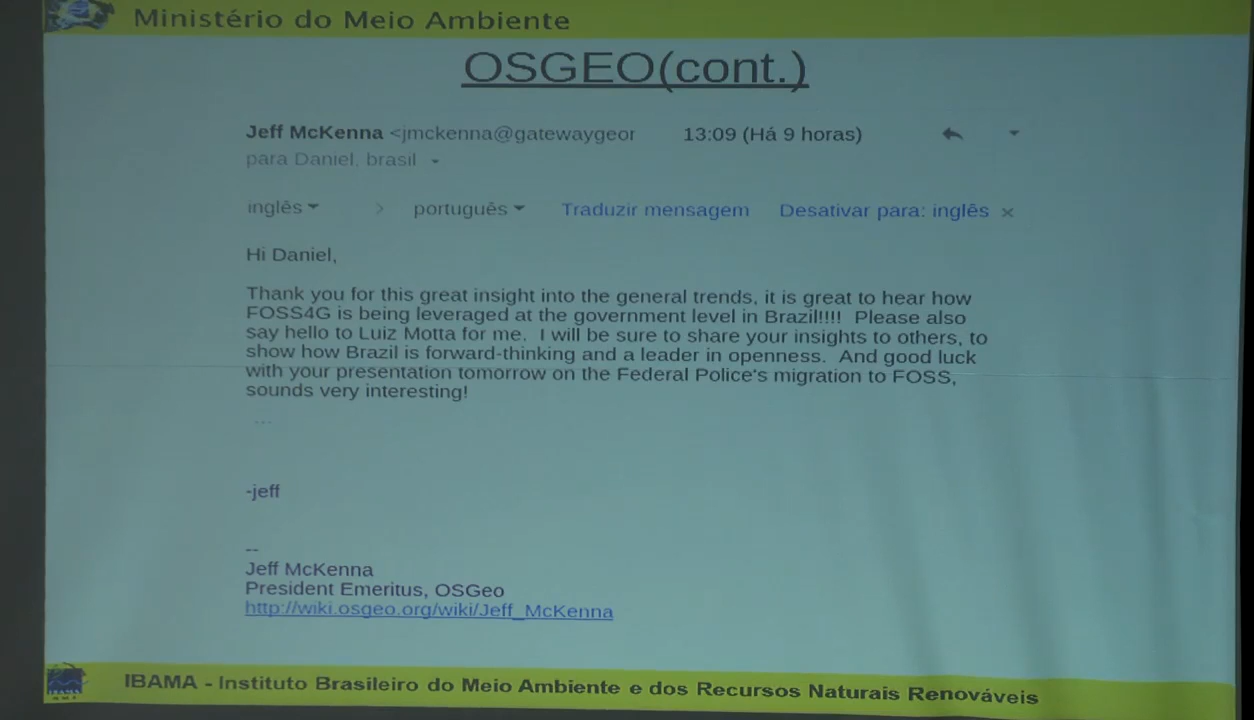 Ministério do Meio Ambiente
OSGEO(cont.)
Jeff McKenna <jmckenna@gatewaygeor 13:09 (Há 9 horas)
para Daniel, brasil
inglês > português Traduzir mensagem Desativar para: inglês ×
Hi Daniel,
Thank you for this great insight into the general trends, it is great to hear how
FOSS4G is being leveraged at the government level in Brazil!!!! Please also
say hello to Luiz Motta for me. I will be sure to share your insights to others, to
show how Brazil is forward-thinking and a leader in openness. And good luck
with your presentation tomorrow on the Federal Police's migration to FOSS,
sounds very interesting!
...
-jeff
--
Jeff McKenna
President Emeritus, OSGeo
http://wiki.osgeo.org/wiki/Jeff_McKenna
IBAMA
IBAMA - Instituto Brasileiro do Meio Ambiente e dos Recursos Naturais Renováveis